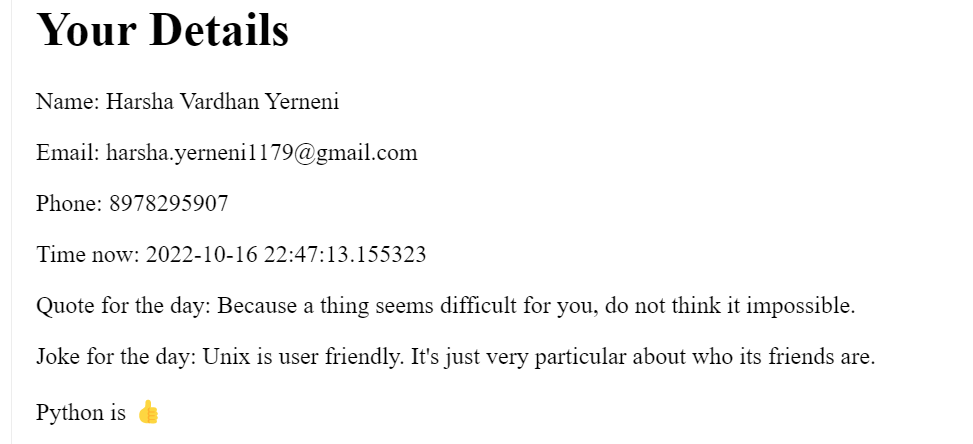 Your Details
Name: Harsha Vardhan Yerneni
Email: harsha.yerneni1179@gmail.com
Phone: 8978295907
Time now: 2022-10-16 22:47:13.155323
Quote for the day: Because a thing seems difficult for you, do not think it impossible.
Joke for the day: Unix is user friendly. It's just very particular about who its friends are.
Python is 👍